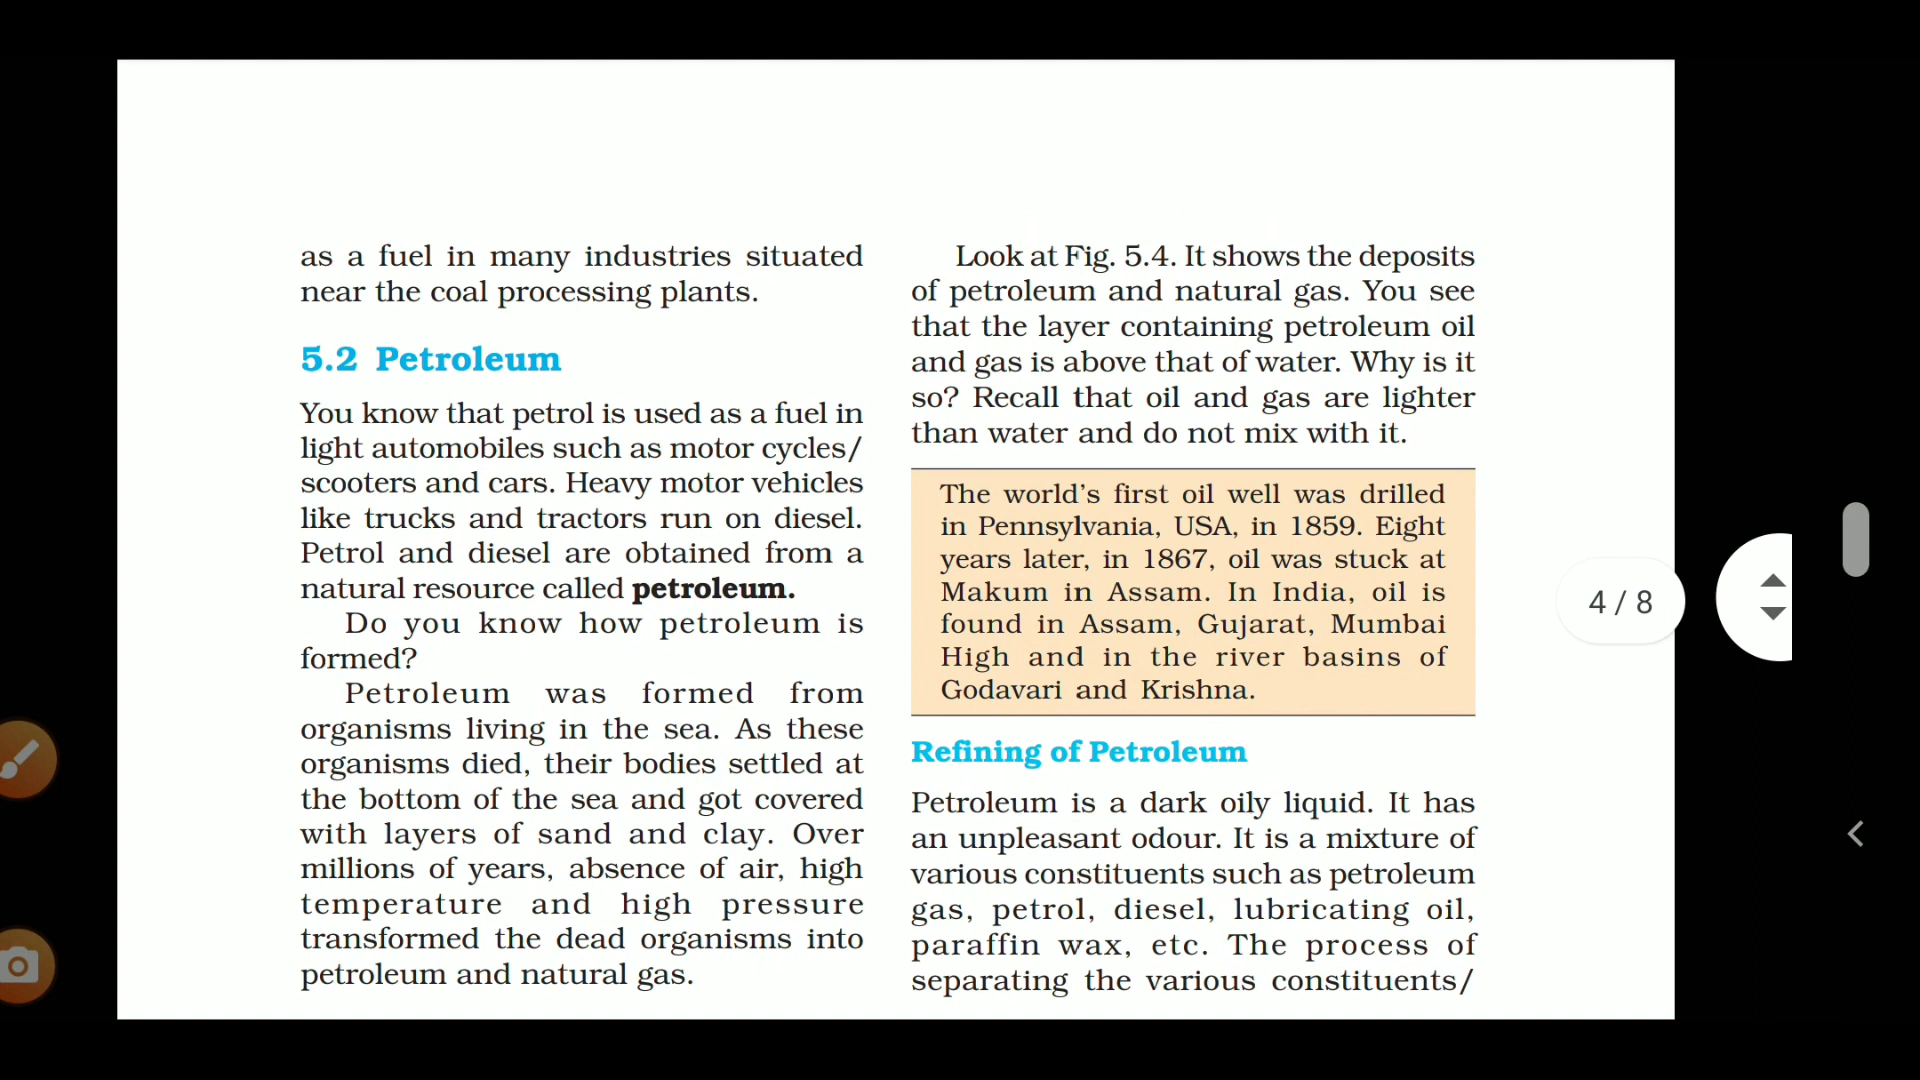 as a fuel in many industries situated
near the coal processing plants.
5.2 Petroleum
You know that petrol is used as a fuel in
light automobiles such as motor cycles/
scooters and cars. Heavy motor vehicles
like trucks and tractors run on diesel.
Petrol and diesel are obtained from a
natural resource called petroleum.
Do you know how petroleum is
formed?
Petroleum was formed from
organisms living in the sea. As these
organisms died, their bodies settled at
the bottom of the sea and got covered
with layers of sand and clay. Over
millions of years, absence of air, high
temperature and high pressure
transformed the dead organisms into
petroleum and natural gas.
Look at Fig. 5.4. It shows the deposits
of petroleum and natural gas. You see
that the layer containing petroleum oil
and gas is above that of water. Why is it
so? Recall that oil and gas are lighter
than water and do not mix with it.
The world's first oil well was drilled
in Pennsylvania, USA, in 1859. Eight
years later, in 1867, oil was stuck at
Makum in Assam. In India, oil is
found in Assam, Gujarat, Mumbai
High and in the river basins of
Godavari and Krishna.
Refining of Petroleum
Petroleum is a dark oily liquid. It has
an unpleasant odour. It is a mixture of
various constituents such as petroleum
gas, petrol, diesel, lubricating oil,
paraffin wax, etc. The process of
separating the various constituents/
4 / 8